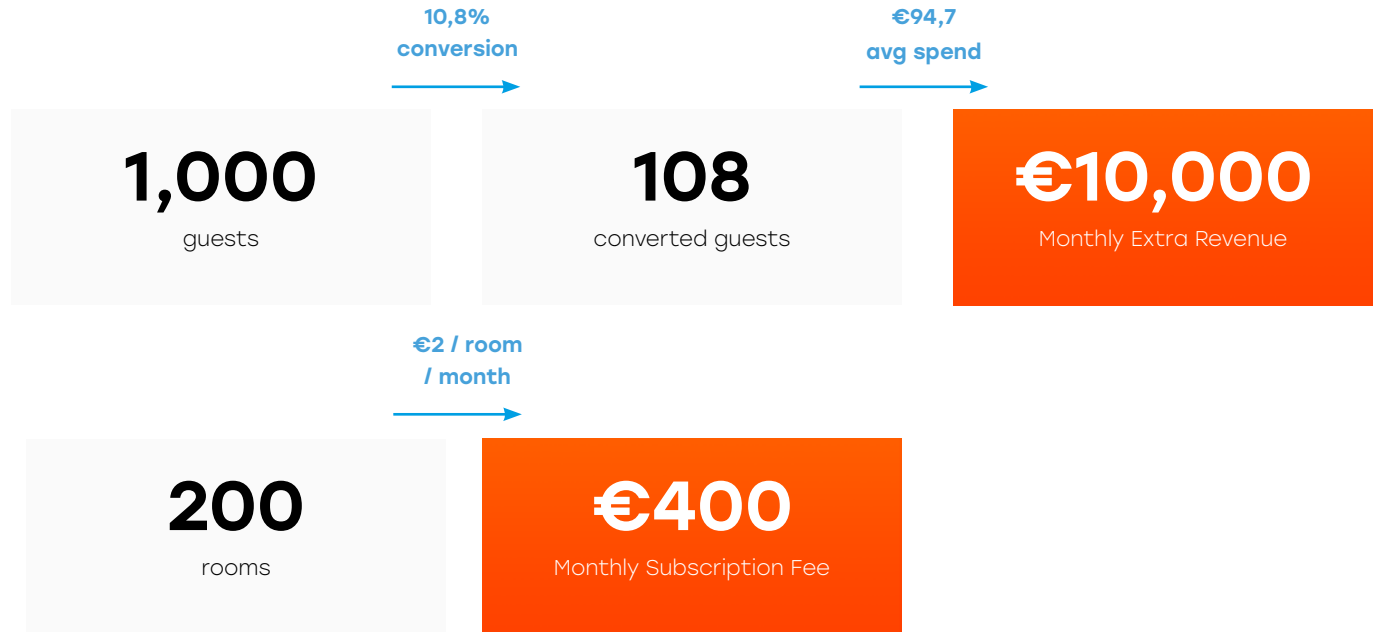 10,8%
conversion
€94,7
avg spend
1,000
guests
108
converted guests
€10,000
Monthly Extra Revenue
€2 / room
/ month
200
rooms
€400
Monthly Subscription Fee